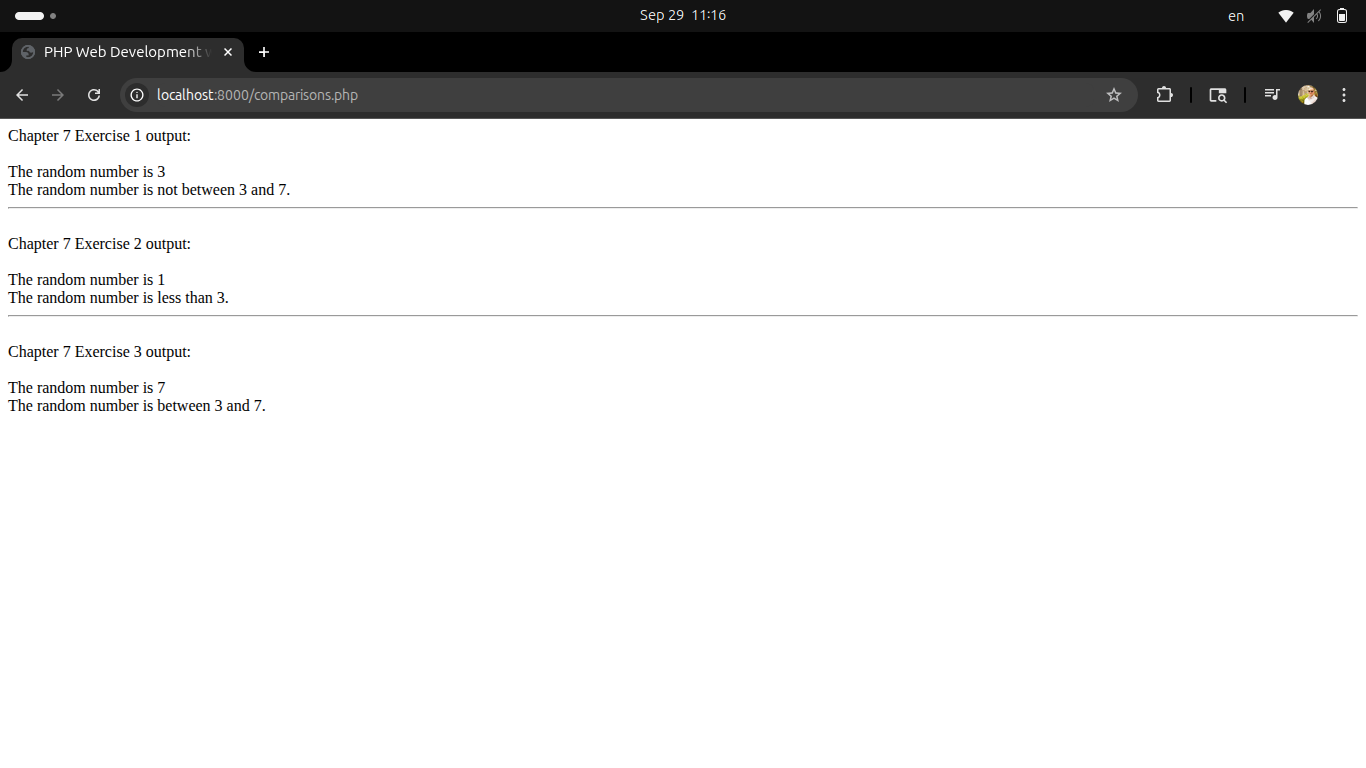 Sep 29 11:16
en
PHP Web Development
localhost:8000/comparisons.php
Chapter 7 Exercise 1 output:
The random number is 3
The random number is not between 3 and 7.
Chapter 7 Exercise 2 output:
The random number is 1
The random number is less than 3.
Chapter 7 Exercise 3 output:
The random number is 7
The random number is between 3 and 7.